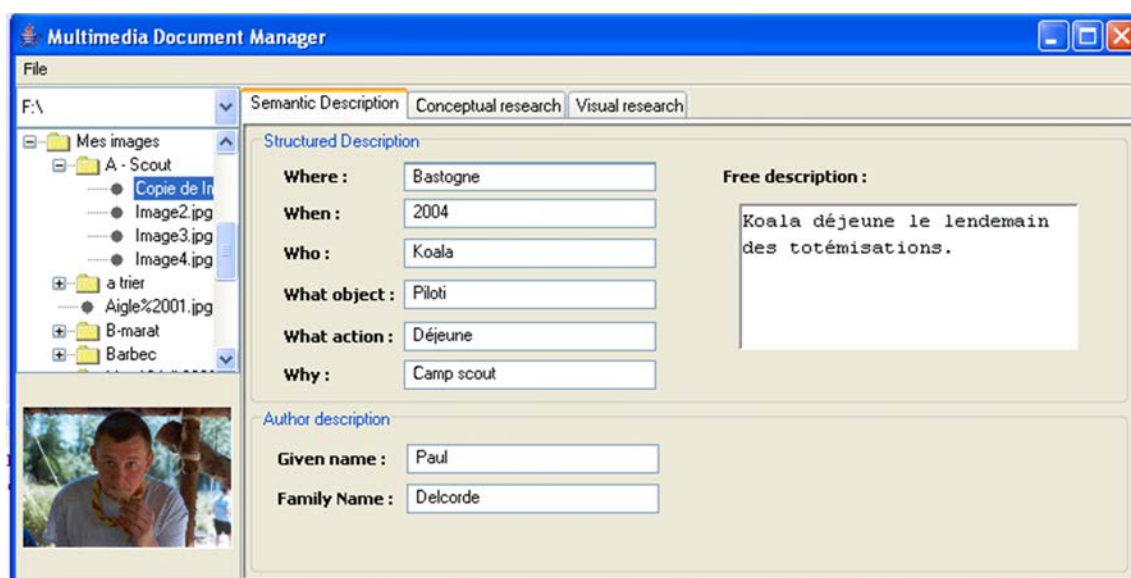 Multimedia Document Manager
File
F:\
Mes images
A - Scout
Copie de In
Image2.jpg
Image3.jpg
Image4.jpg
a trier
Aigle%2001.jpg
B-marat
Barbec
Semantic Description Conceptual research Visual research
Structured Description
Where : Bastogne
When : 2004
Who : Koala
What object : Piloti
What action : Déjeune
Why : Camp scout
Free description :
Koala déjeune le lendemain
des totémisations.
Author description
Given name : Paul
Family Name : Delcorde